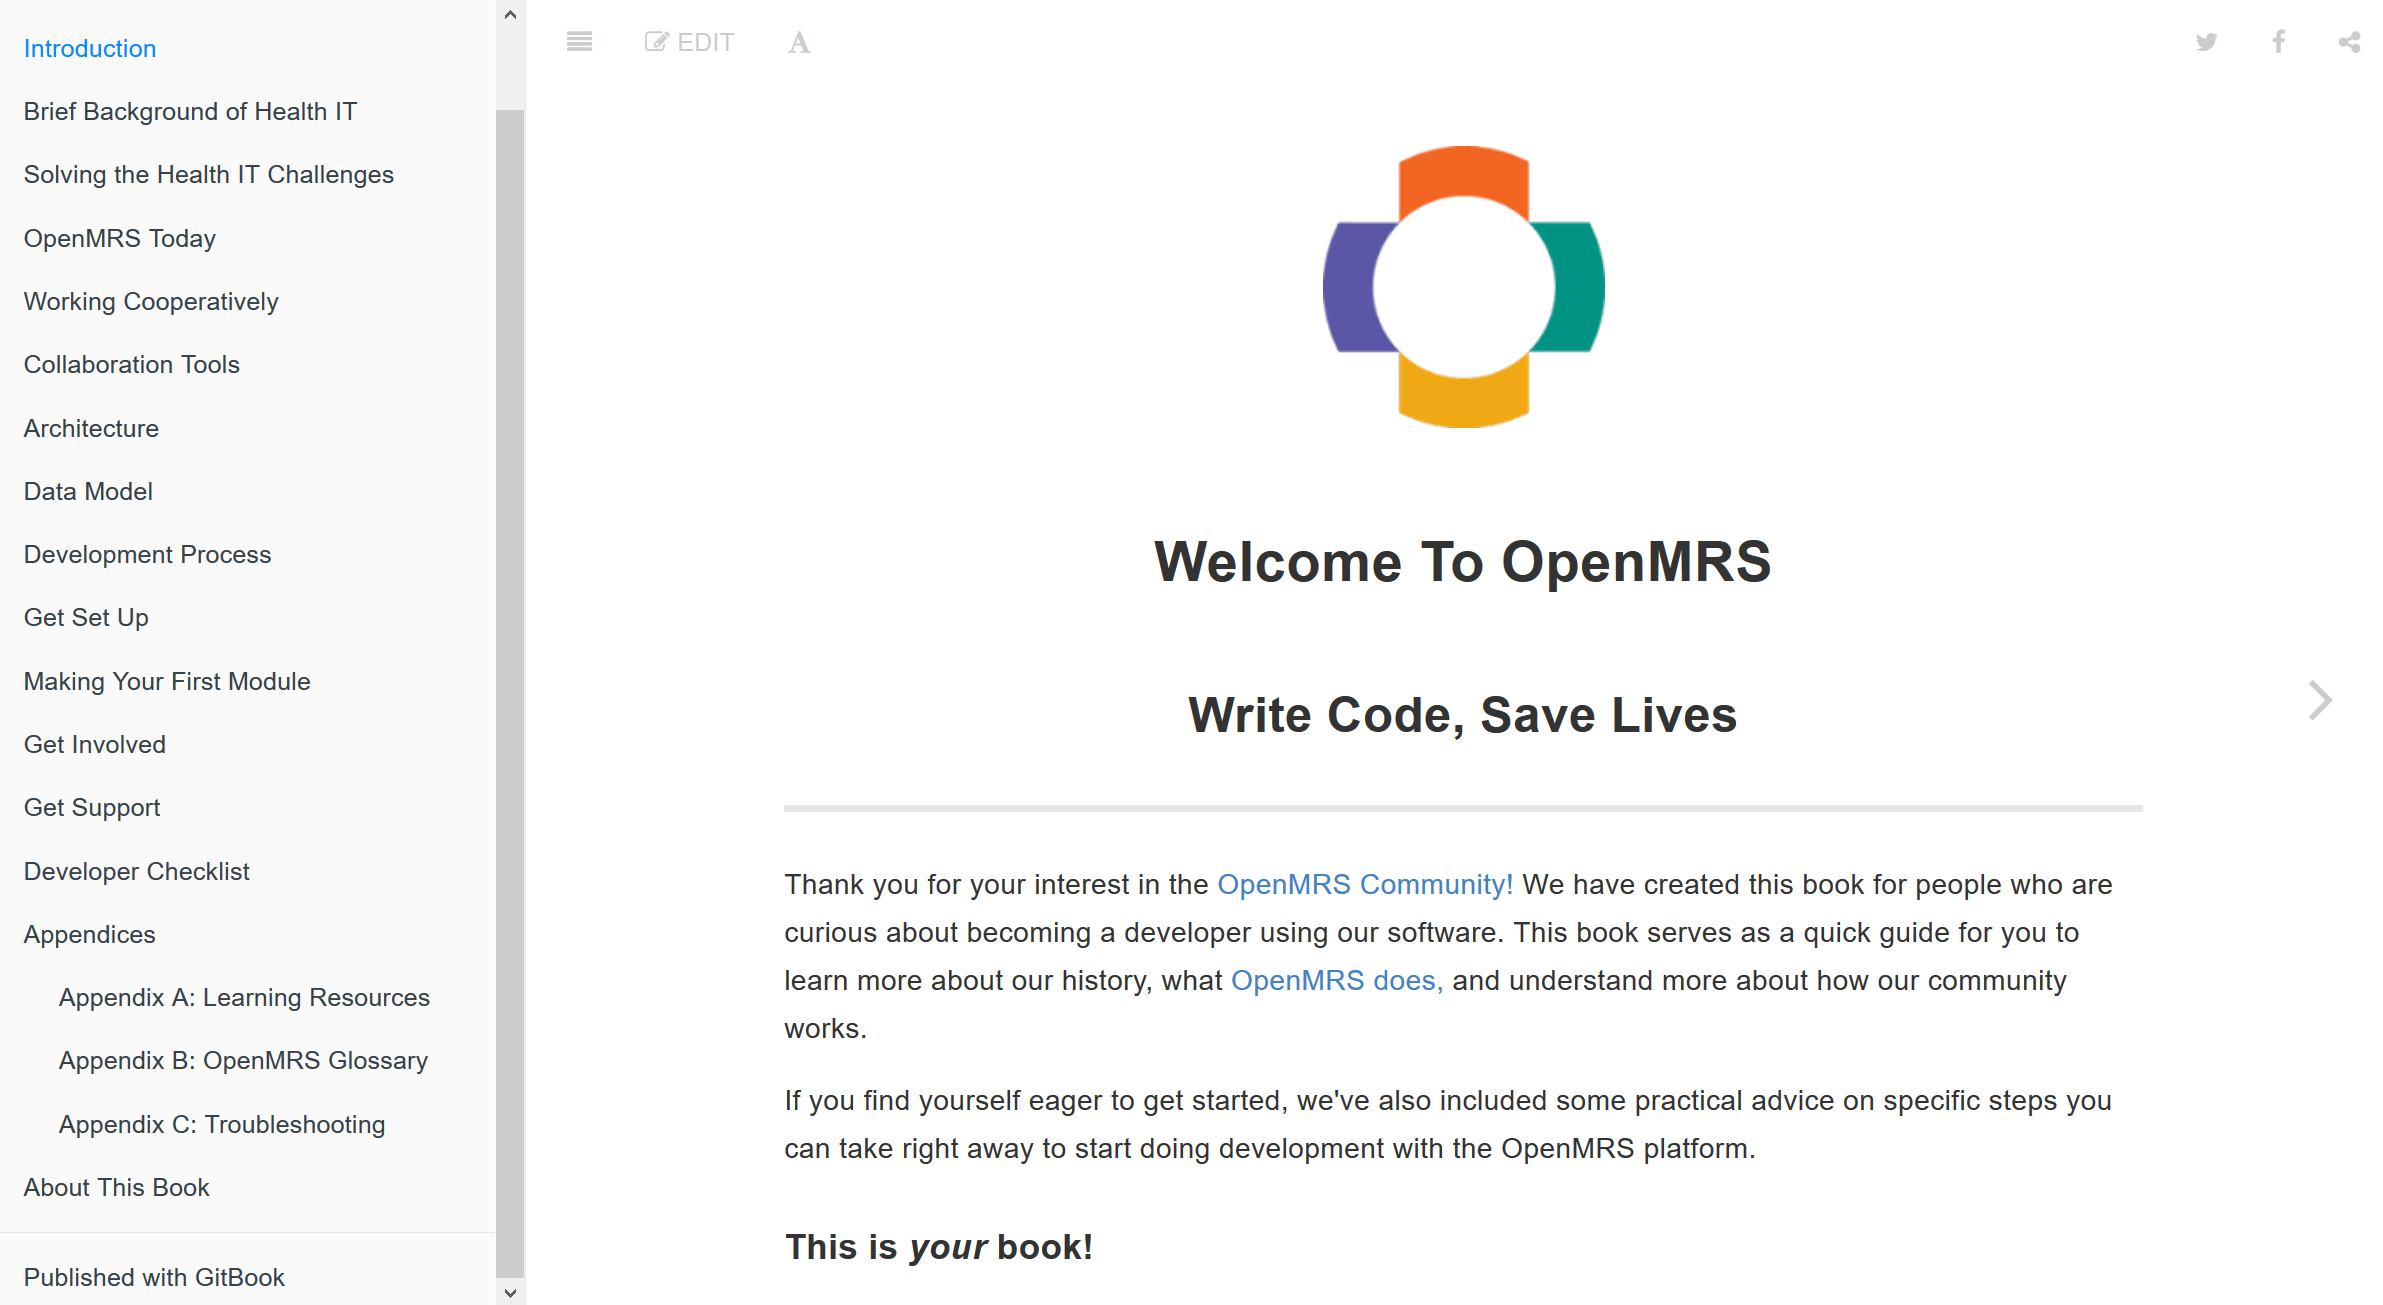 Introduction
Brief Background of Health IT
Solving the Health IT Challenges
OpenMRS Today
Working Cooperatively
Collaboration Tools
Architecture
Data Model
Development Process
Get Set Up
Making Your First Module
Get Involved
Get Support
Developer Checklist
Appendices
Appendix A: Learning Resources
Appendix B: OpenMRS Glossary
Appendix C: Troubleshooting
About This Book
Published with GitBook
EDIT A
Welcome To OpenMRS
Write Code, Save Lives
Thank you for your interest in the OpenMRS Community! We have created this book for people who are
curious about becoming a developer using our software. This book serves as a quick guide for you to
learn more about our history, what OpenMRS does, and understand more about how our community
works.
If you find yourself eager to get started, we've also included some practical advice on specific steps you
can take right away to start doing development with the OpenMRS platform.
This is your book!